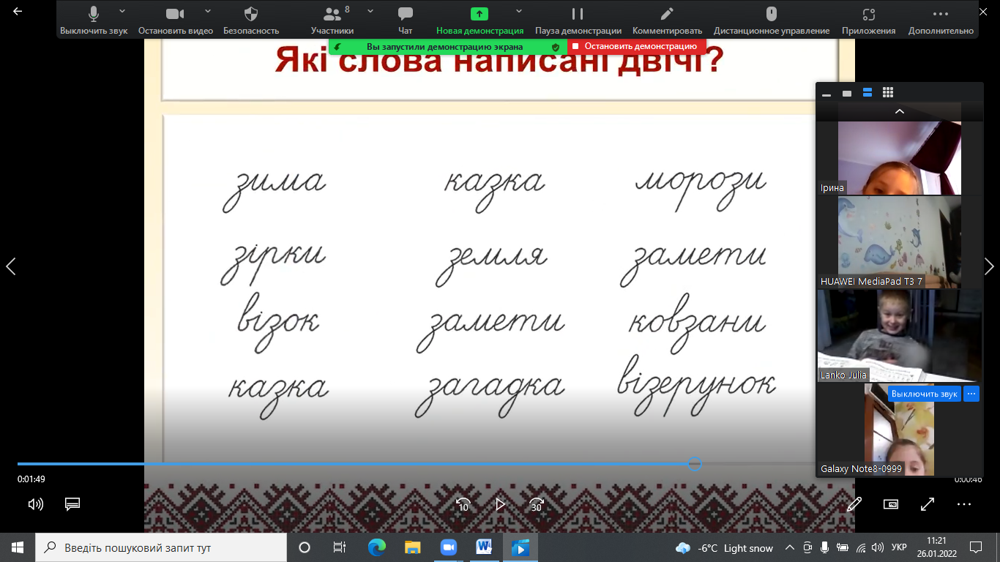 Выключить звук Остановить видео Безопасность Участники 8 Чат Новая демонстрация Пауза демонстрации Комментировать Дистанционное управление Приложения Дополнительно
Вы запустили демонстрацию экрана Остановить демонстрацию
Які слова написані двічі?
зима казка морози
зірки земля замети
візок замети ковзани
казка загадка візерунок
Ірина
HUAWEI MediaPad T3 7
Lanko Julia
Выключить звук
Galaxy Note8-0999
0:01:49 0:00:46
10 30
Введіть пошуковий запит тут -6°C Light snow УКР 11:21
26.01.2022